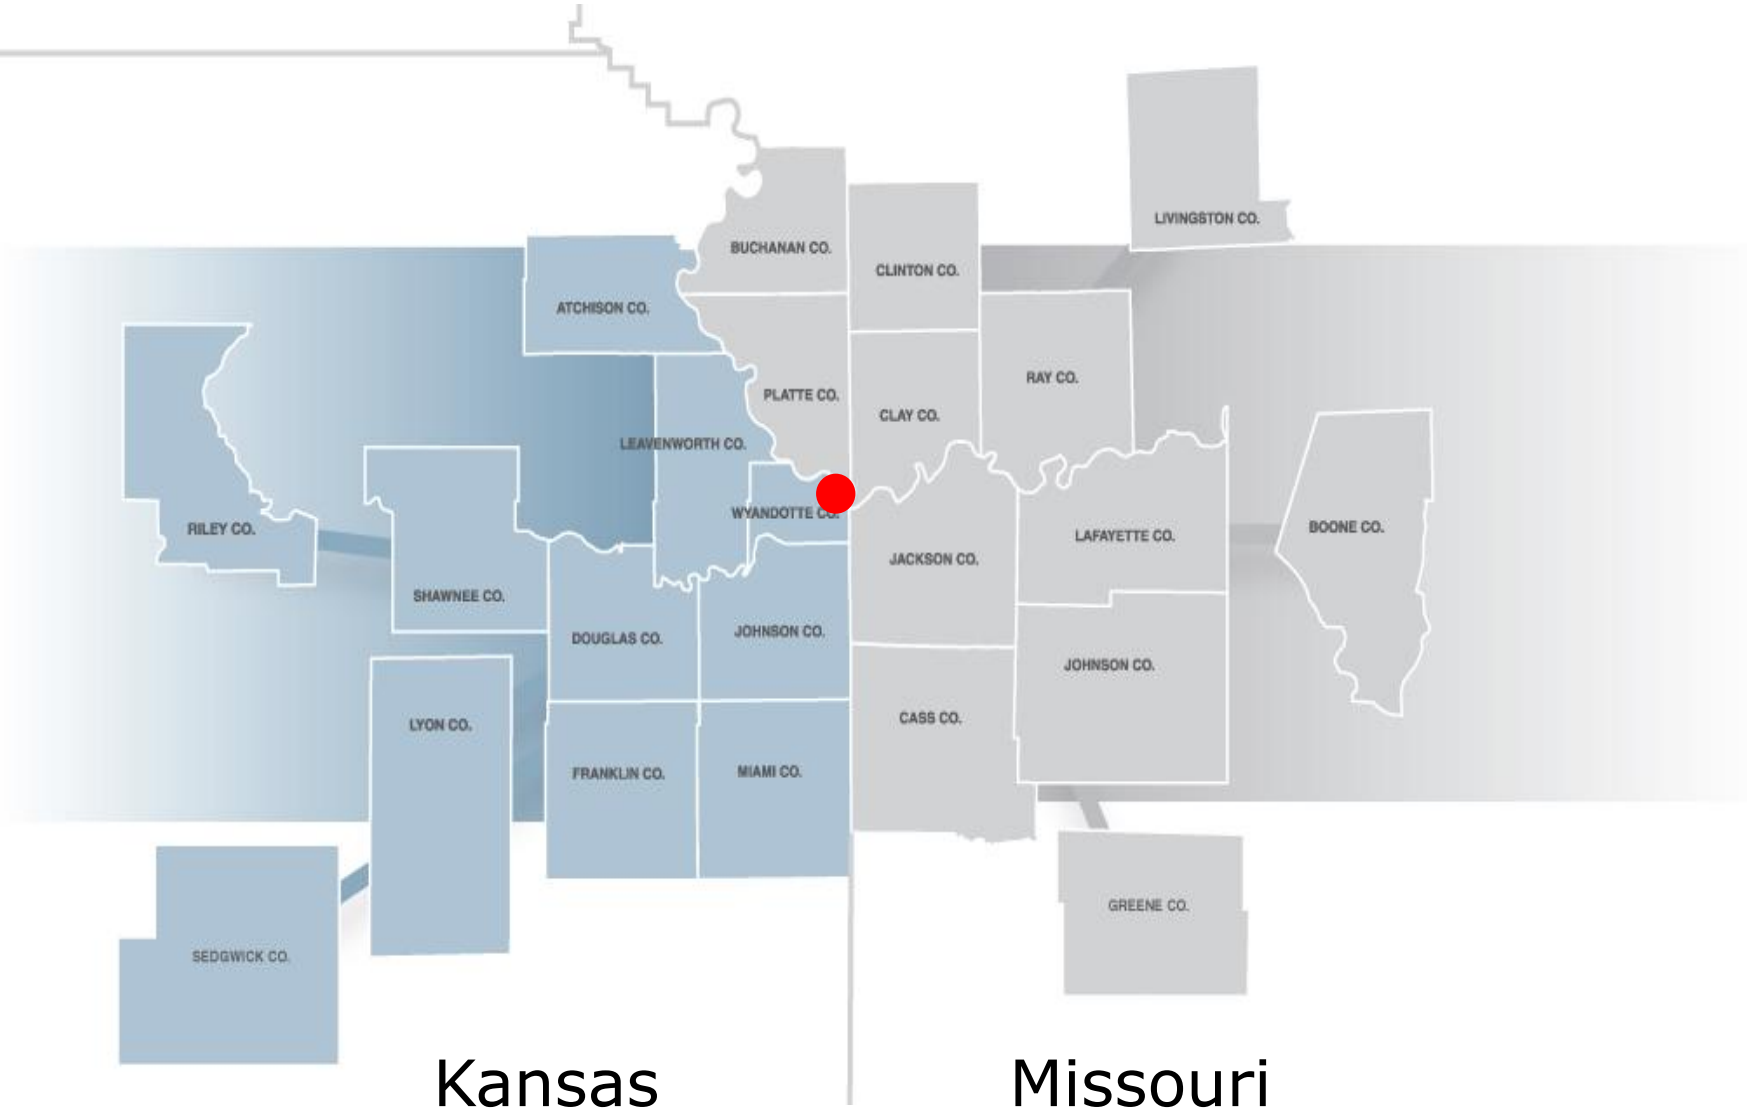 LIVINGSTON CO.
BUCHANAN CO.
CLINTON CO.
ATCHISON CO.
RAY CO.
PLATTE CO.
CLAY CO.
LEAVENWORTH CO.
WYANDOTTE CO.
RILEY CO.
BOONE CO.
LAFAYETTE CO.
JACKSON CO.
SHAWNEE CO.
DOUGLAS CO.
JOHNSON CO.
JOHNSON CO.
LYON CO.
CASS CO.
FRANKLIN CO.
MIAMI CO.
GREENE CO.
SEDGWICK CO.
Kansas
Missouri